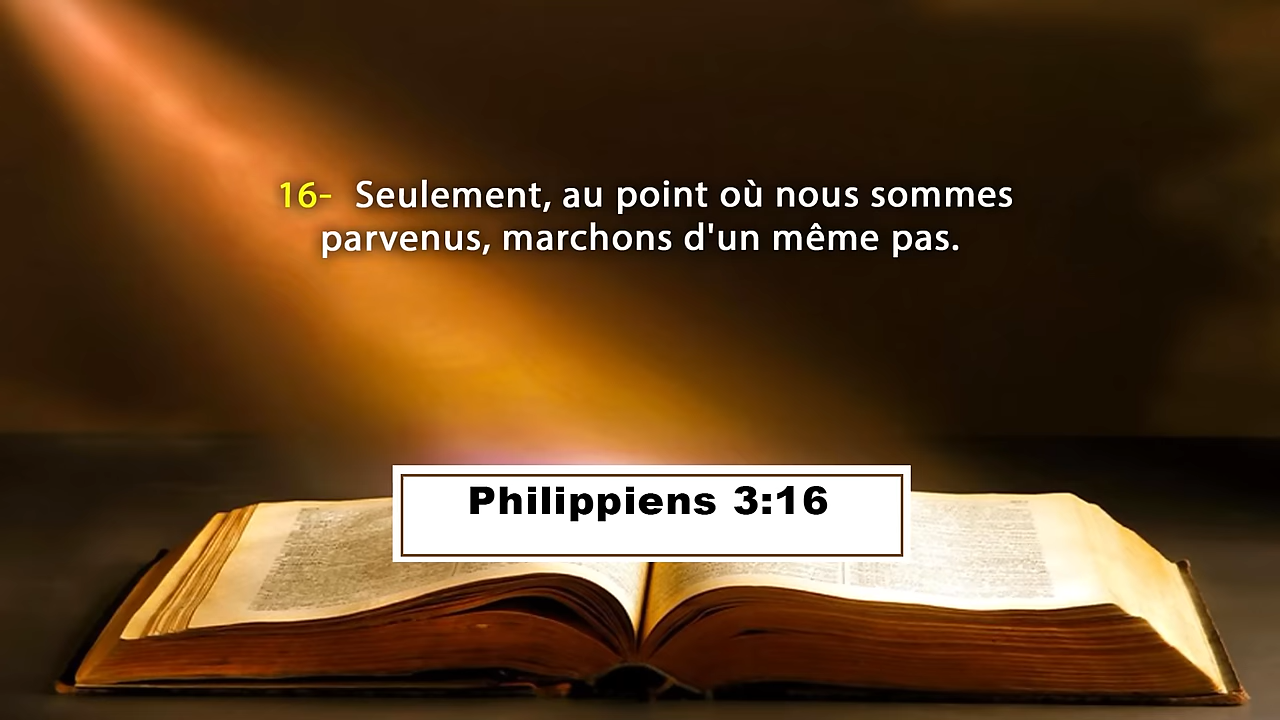 16- Seulement, au point où nous sommes
parvenus, marchons d'un même pas.
Philippiens 3:16